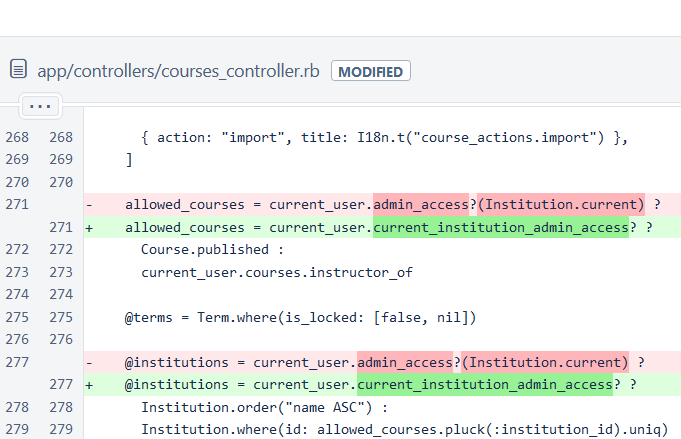 app/controllers/courses_controller.rb MODIFIED
...
268 268 { action: "import", title: I18n.t("course_actions.import") },
269 269 ]
270 270
271 - allowed_courses = current_user.admin_access?(Institution.current) ?
271 + allowed_courses = current_user.current_institution_admin_access? ?
272 272 Course.published :
273 273 current_user.courses.instructor_of
274 274
275 275 @terms = Term.where(is_locked: [false, nil])
276 276
277 - @institutions = current_user.admin_access?(Institution.current) ?
277 + @institutions = current_user.current_institution_admin_access? ?
278 278 Institution.order("name ASC") :
279 279 Institution.where(id: allowed_courses.pluck(:institution_id).uniq)